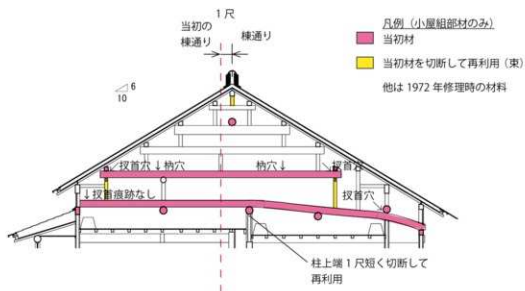 1 尺
当初の
棟通り
棟通り
凡例（小屋組部材のみ）
当初材
当初材を切断して再利用（束）
他は 1972 年修理時の材料
6
10
↓扠首穴 ↓枘穴
枘穴↓
扠首穴
↓扠首痕跡なし
扠首穴
柱上端 1 尺短く切断して
再利用